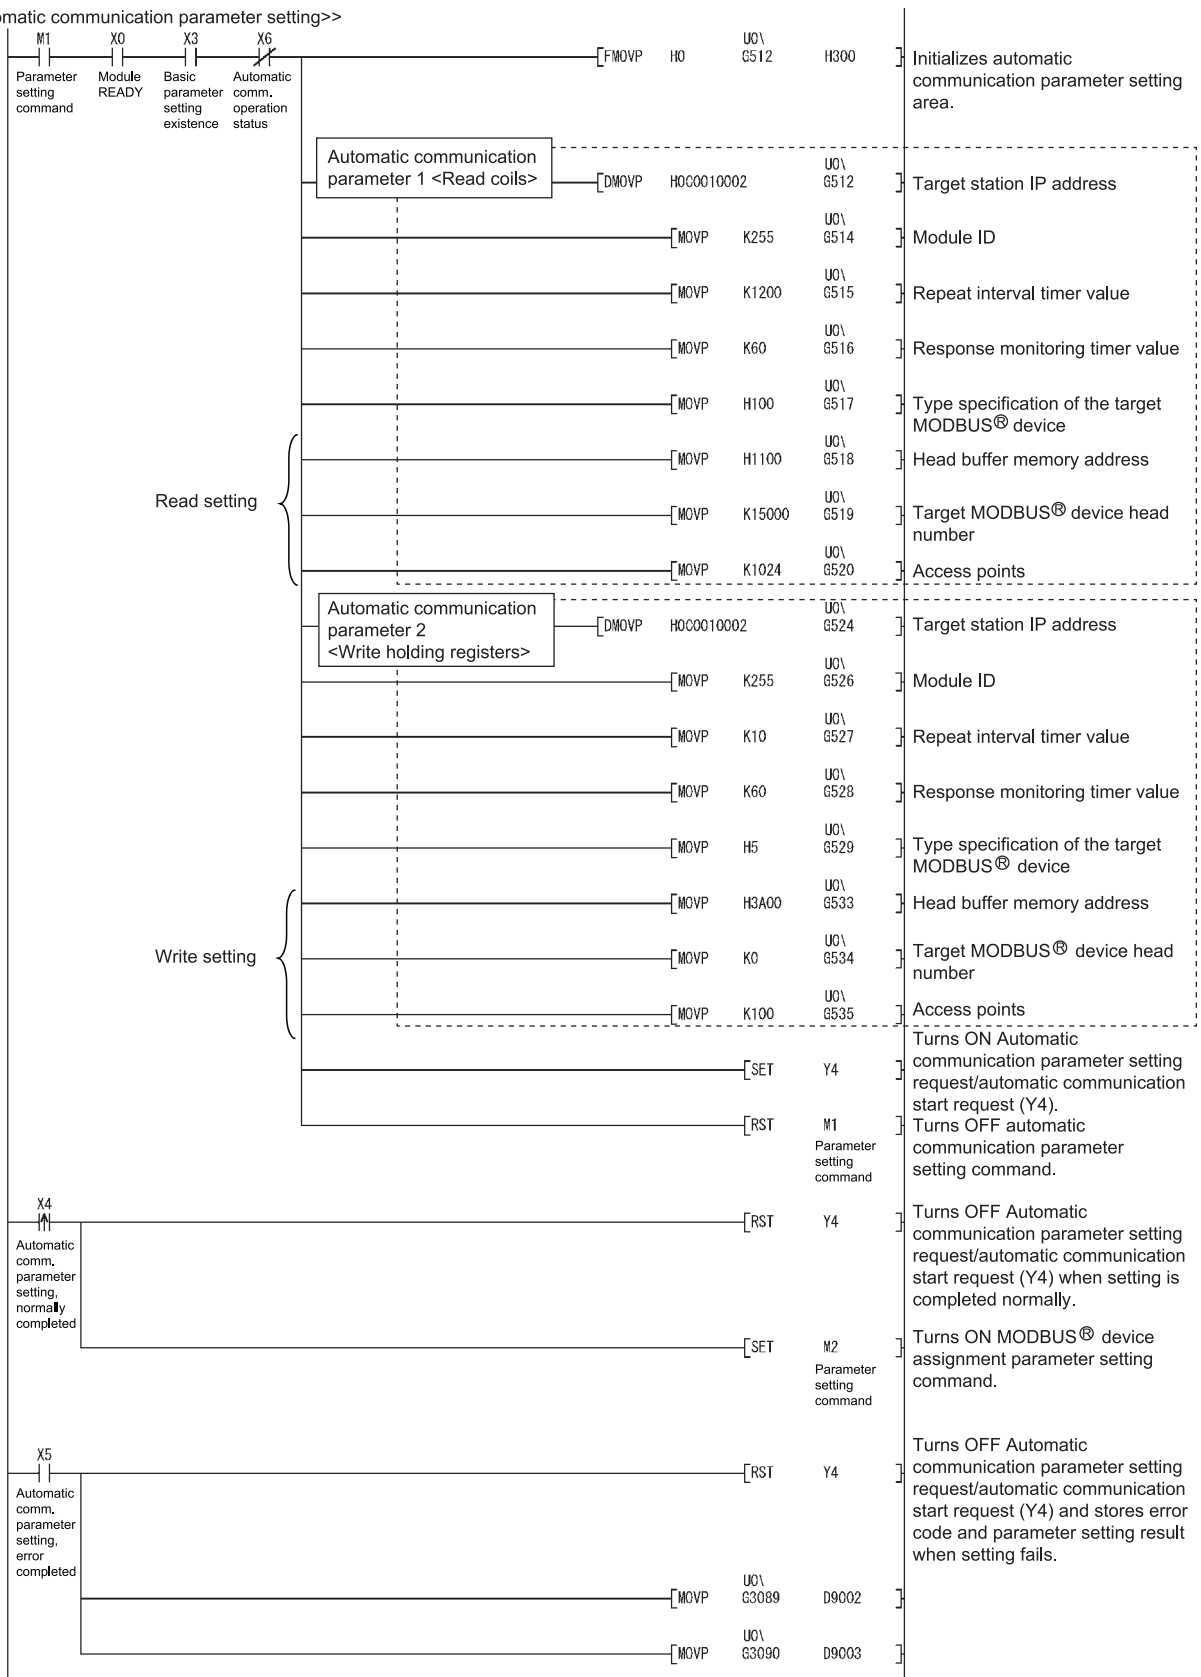 omatic communication parameter setting>>
M1 X0 X3 X6
Parameter setting command
Module READY
Basic parameter setting existence
Automatic comm. operation status
U0\
FMOVP H0 G512 H300
Initializes automatic
communication parameter setting
area.
Automatic communication
parameter 1 <Read coils>
U0\
DMOVP H0C0010002 G512 Target station IP address
U0\
MOVP K255 G514 Module ID
U0\
MOVP K1200 G515 Repeat interval timer value
U0\
MOVP K60 G516 Response monitoring timer value
U0\
MOVP H100 G517 Type specification of the target
MODBUS® device
Read setting
U0\
MOVP H1100 G518 Head buffer memory address
U0\
MOVP K15000 G519 Target MODBUS® device head
number
U0\
MOVP K1024 G520 Access points
Automatic communication
parameter 2
<Write holding registers>
U0\
DMOVP H0C0010002 G524 Target station IP address
U0\
MOVP K255 G526 Module ID
U0\
MOVP K10 G527 Repeat interval timer value
U0\
MOVP K60 G528 Response monitoring timer value
U0\
MOVP H5 G529 Type specification of the target
MODBUS® device
Write setting
U0\
MOVP H3A00 G533 Head buffer memory address
U0\
MOVP K0 G534 Target MODBUS® device head
number
U0\
MOVP K100 G535 Access points
SET Y4
Turns ON Automatic
communication parameter setting
request/automatic communication
start request (Y4).
RST M1
Parameter
setting
command
Turns OFF automatic
communication parameter
setting command.
X4
Automatic
comm.
parameter
setting,
normally
completed
RST Y4
Turns OFF Automatic
communication parameter setting
request/automatic communication
start request (Y4) when setting is
completed normally.
SET M2
Parameter
setting
command
Turns ON MODBUS® device
assignment parameter setting
command.
X5
Automatic
comm.
parameter
setting,
error
completed
RST Y4
Turns OFF Automatic
communication parameter setting
request/automatic communication
start request (Y4) and stores error
code and parameter setting result
when setting fails.
U0\
MOVP G3089 D9002
U0\
MOVP G3090 D9003